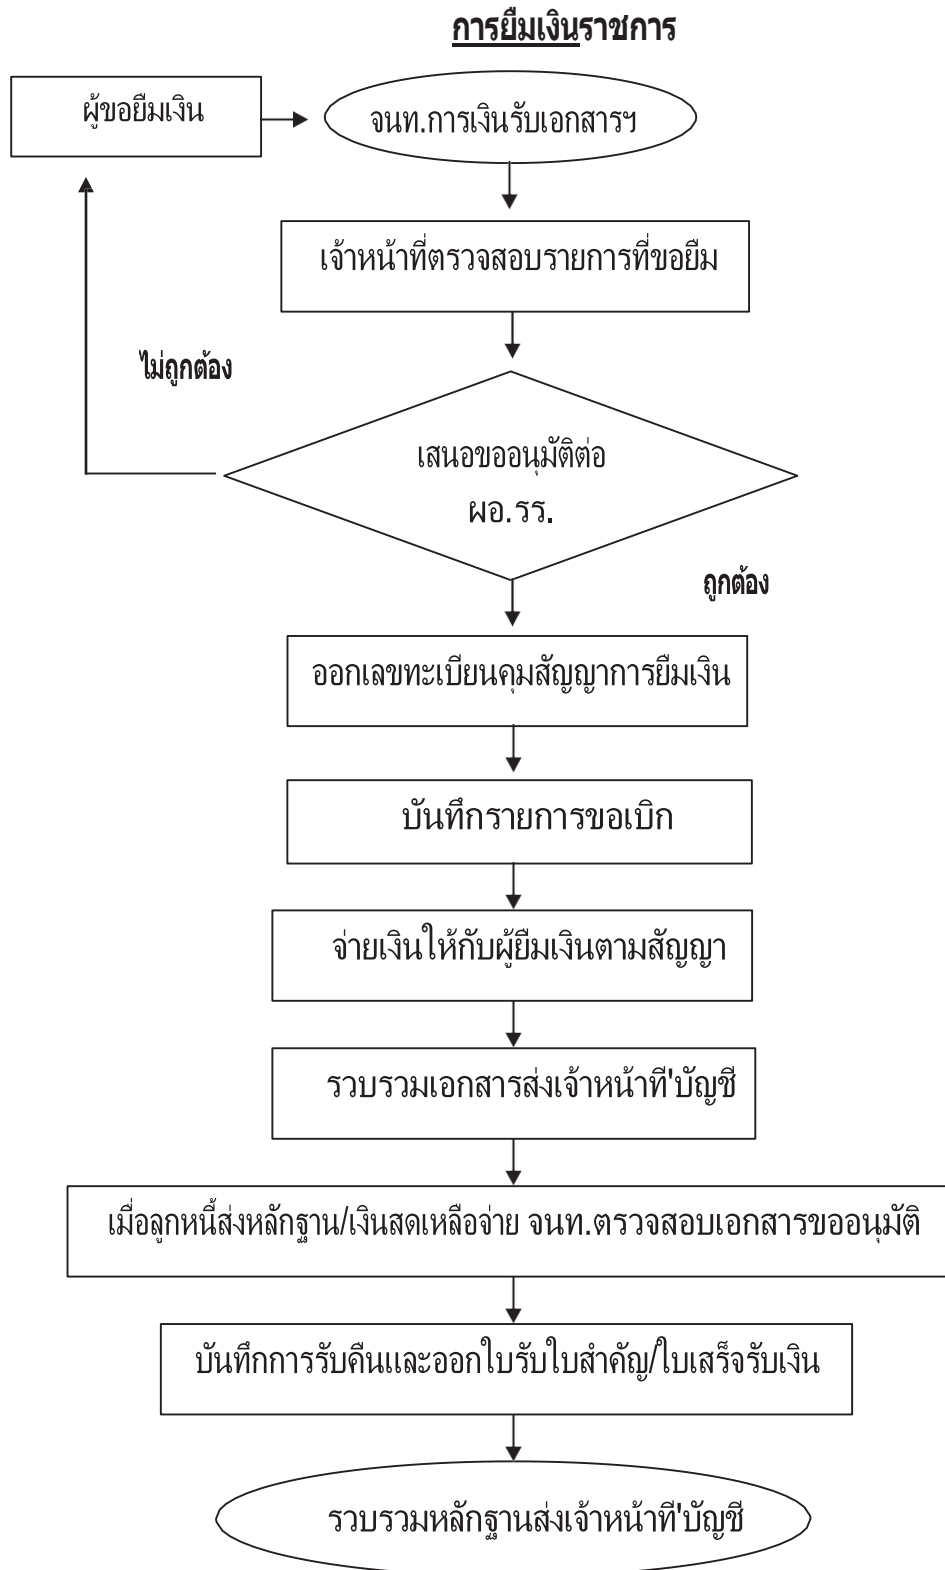 การยืมเงินราชการ
ผู้ขอยืมเงิน
จนท.การเงินรับเอกสารฯ
เจ้าหน้าที่ตรวจสอบรายการที่ขอยืม
ไม่ถูกต้อง
เสนอขออนุมัติต่อ
ผอ.รร.
ถูกต้อง
ออกเลขทะเบียนคุมสัญญาการยืมเงิน
บันทึกรายการขอเบิก
จ่ายเงินให้กับผู้ยืมเงินตามสัญญา
รวบรวมเอกสารส่งเจ้าหน้าที'บัญชี
เมื่อลูกหนี้ส่งหลักฐาน/เงินสดเหลือจ่าย จนท.ตรวจสอบเอกสารขออนุมัติ
บันทึกการรับคืนและออกใบรับใบสำคัญ/ใบเสร็จรับเงิน
รวบรวมหลักฐานส่งเจ้าหน้าที'บัญชี